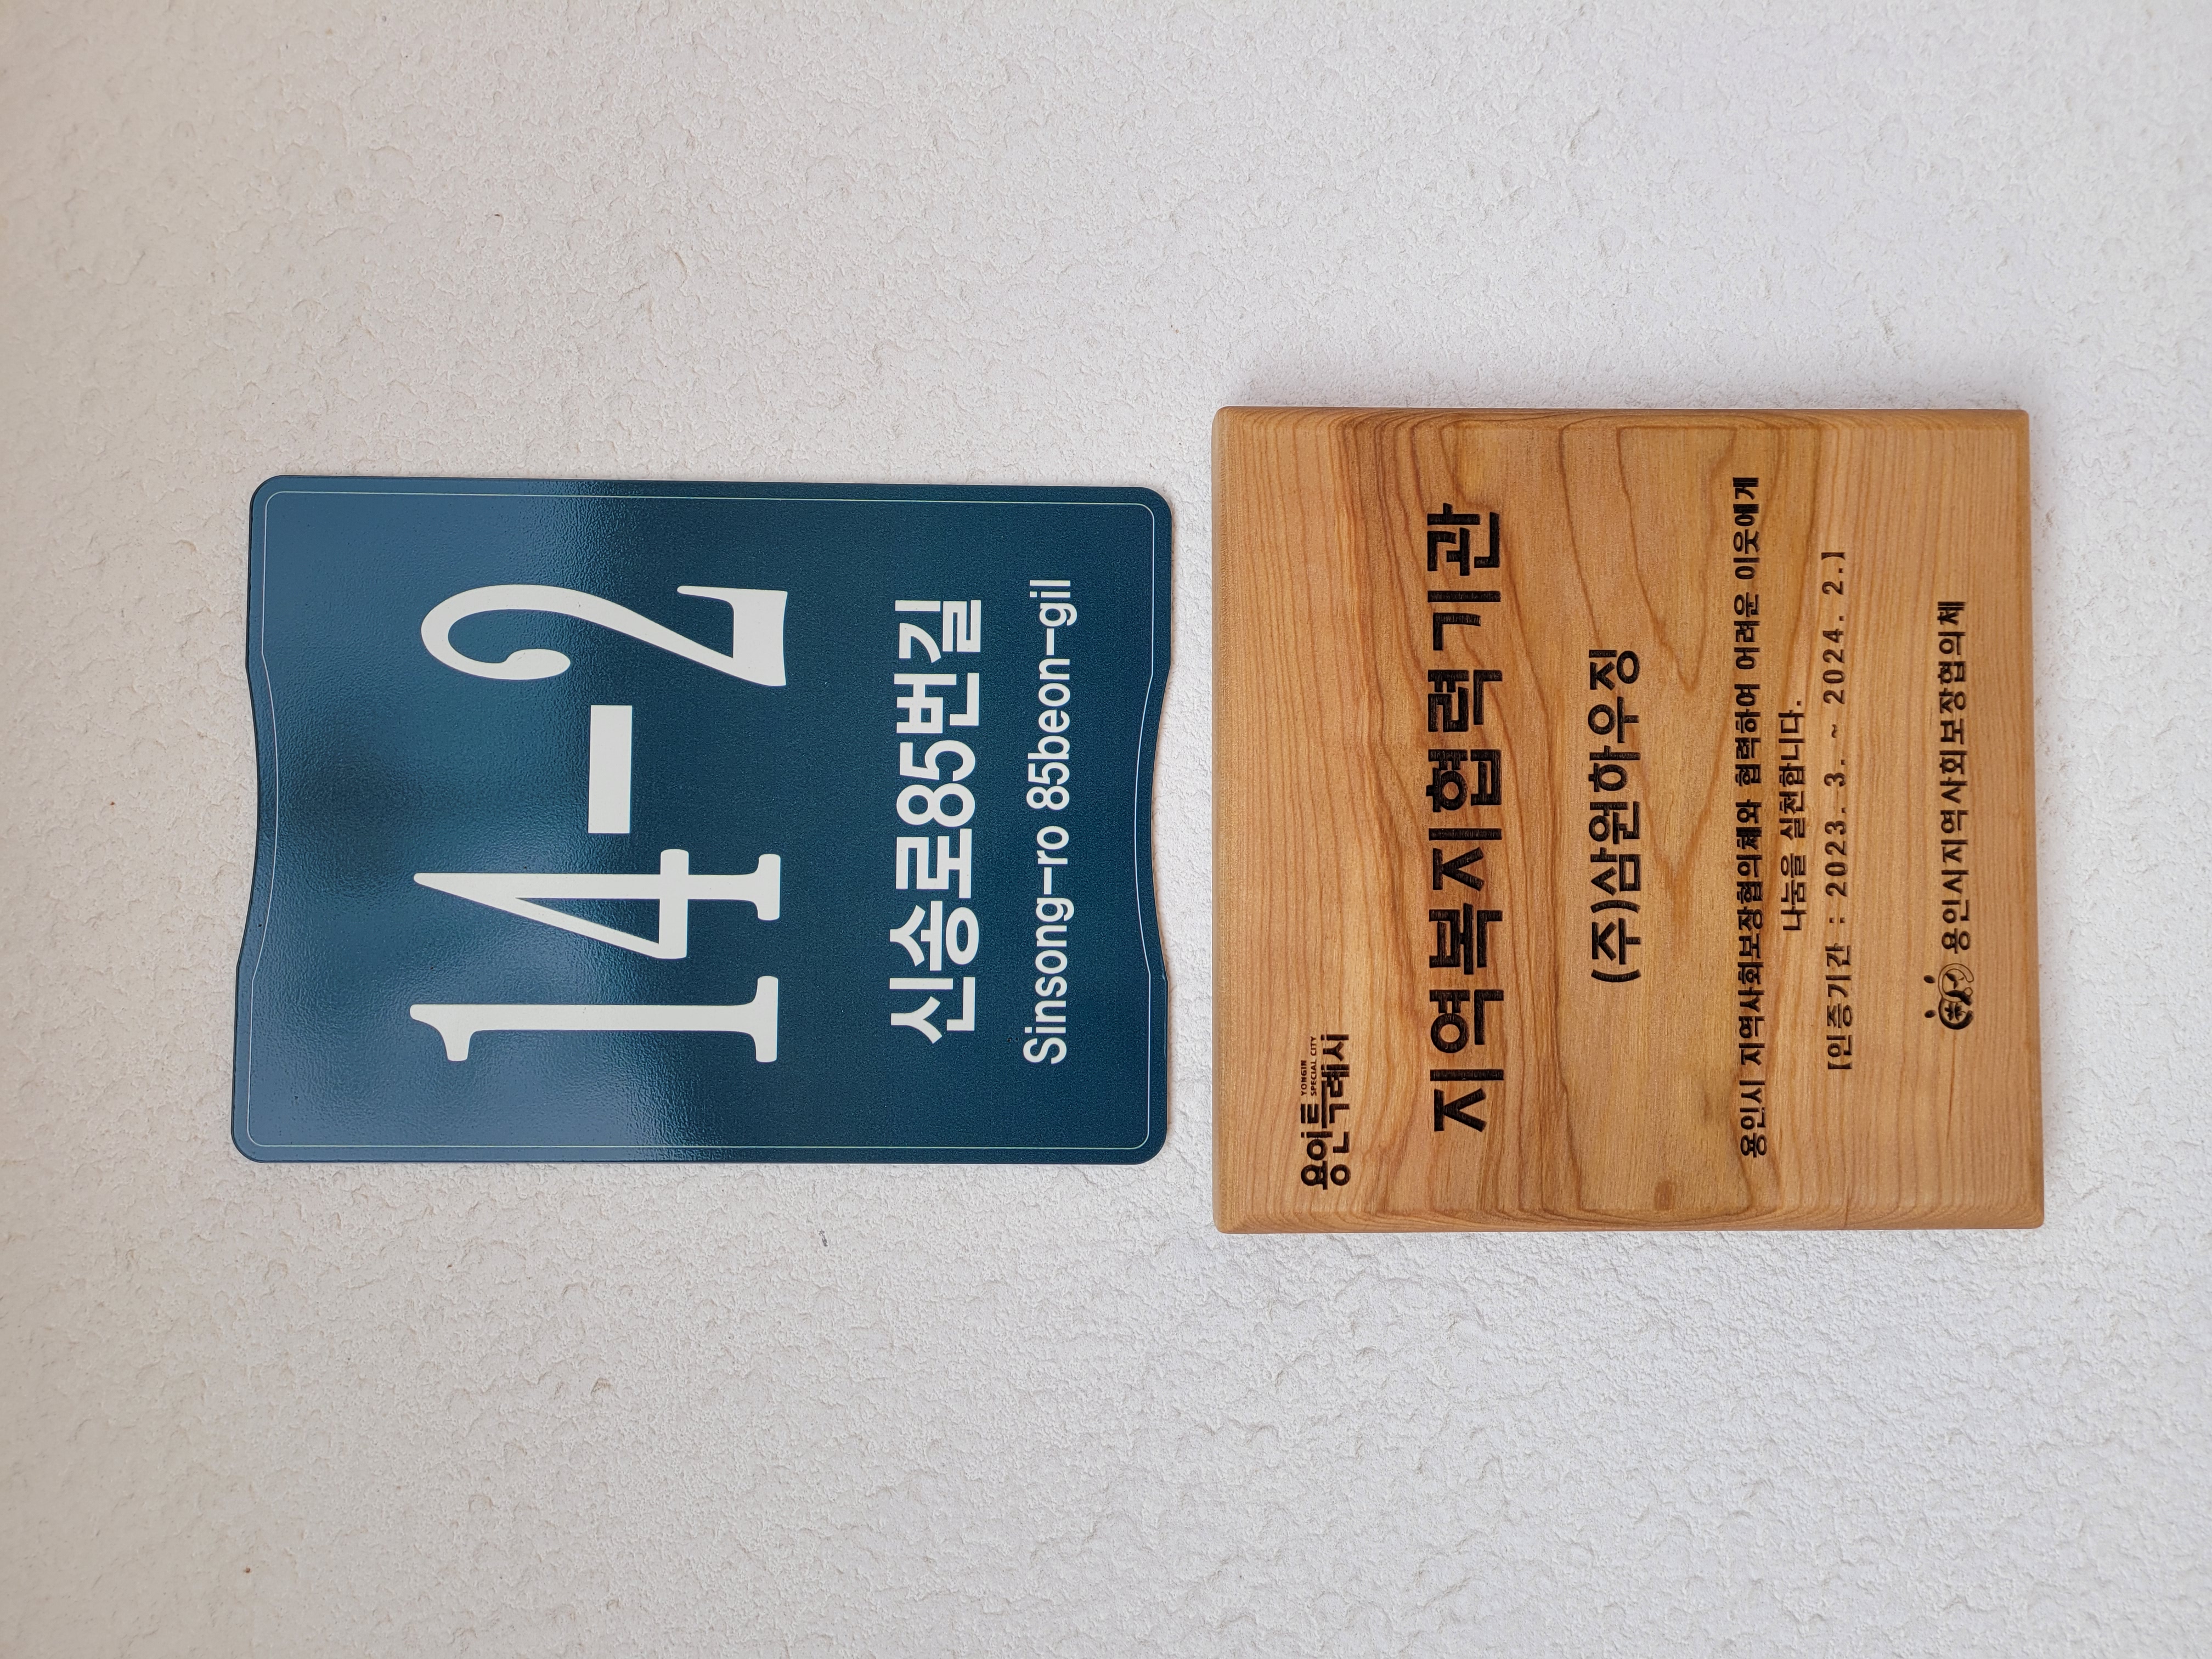 14-2
신송로85번길
Sinsong-ro 85beon-gil
용인특례시
YONGIN
SPECIAL CITY
지역복지협력기관
(주)삼원하우징
용인시 지역사회보장협의체와 협력하여 어려운 이웃에게
나눔을 실천합니다.
[인증기간 : 2023. 3. ~ 2024. 2.]
용인시지역사회보장협의체